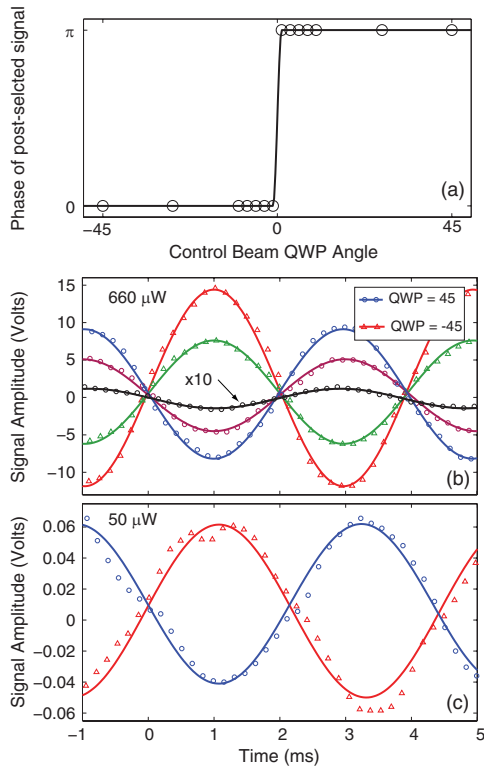 π
0
Phase of post-selcted signal
(a)
-45 0 45
Control Beam QWP Angle
15
10
5
0
-5
-10
Signal Amplitude (Volts)
660 μW
x10
QWP = 45
QWP = -45
(b)
0.06
0.04
0.02
0
-0.02
-0.04
-0.06
Signal Amplitude (Volts)
50 μW
(c)
-1 0 1 2 3 4 5
Time (ms)